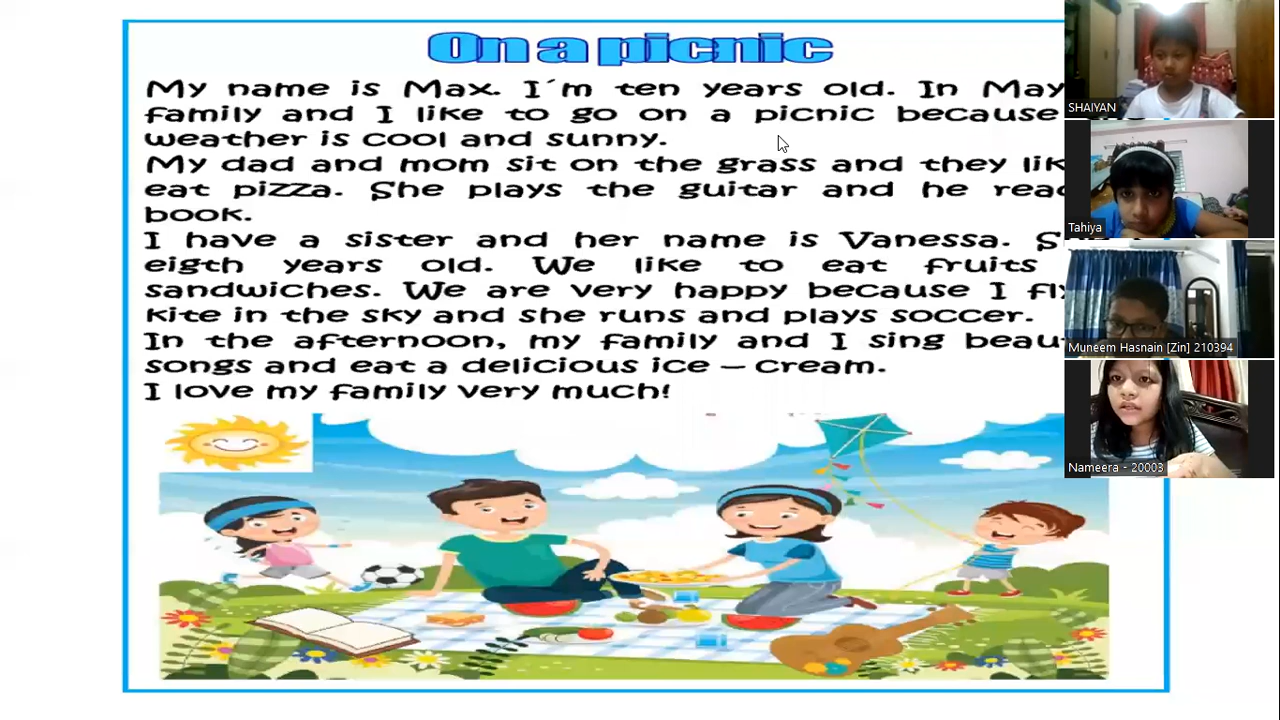 On a picnic
My name is Max. I´m ten years old. In May
family and I like to go on a picnic because
weather is cool and sunny.
My dad and mom sit on the grass and they
eat pizza. She plays the guitar and he
book.
I have a sister and her name is Vanessa.
eigth years old. We like to eat fruits
sandwiches. We are very happy because I
kite in the sky and she runs and plays soccer.
In the afternoon, my family and I sing
songs and eat a delicious ice – cream.
I love my family very much!
SHAIYAN
Tahiya
Muneem Hasnain [Zin] 210394
Nameera - 20003